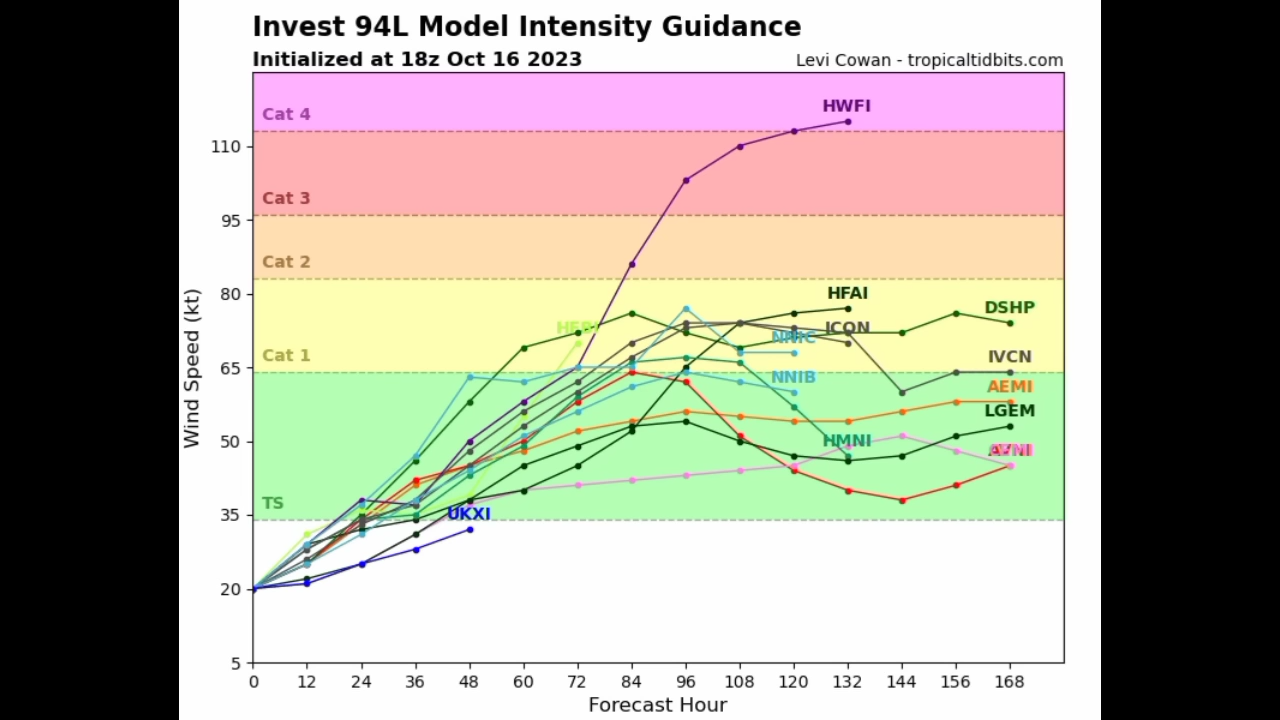 Invest 94L Model Intensity Guidance
Initialized at 18z Oct 16 2023
Levi Cowan - tropicaltidbits.com
Wind Speed (kt)
110
95
80
65
50
35
20
5
Cat 4
Cat 3
Cat 2
Cat 1
TS
HWFI
HFAI
DSHP
ICON
NNIC
IVCN
NNIB
AEMI
LGEM
HMNI
UKXI
0 12 24 36 48 60 72 84 96 108 120 132 144 156 168
Forecast Hour